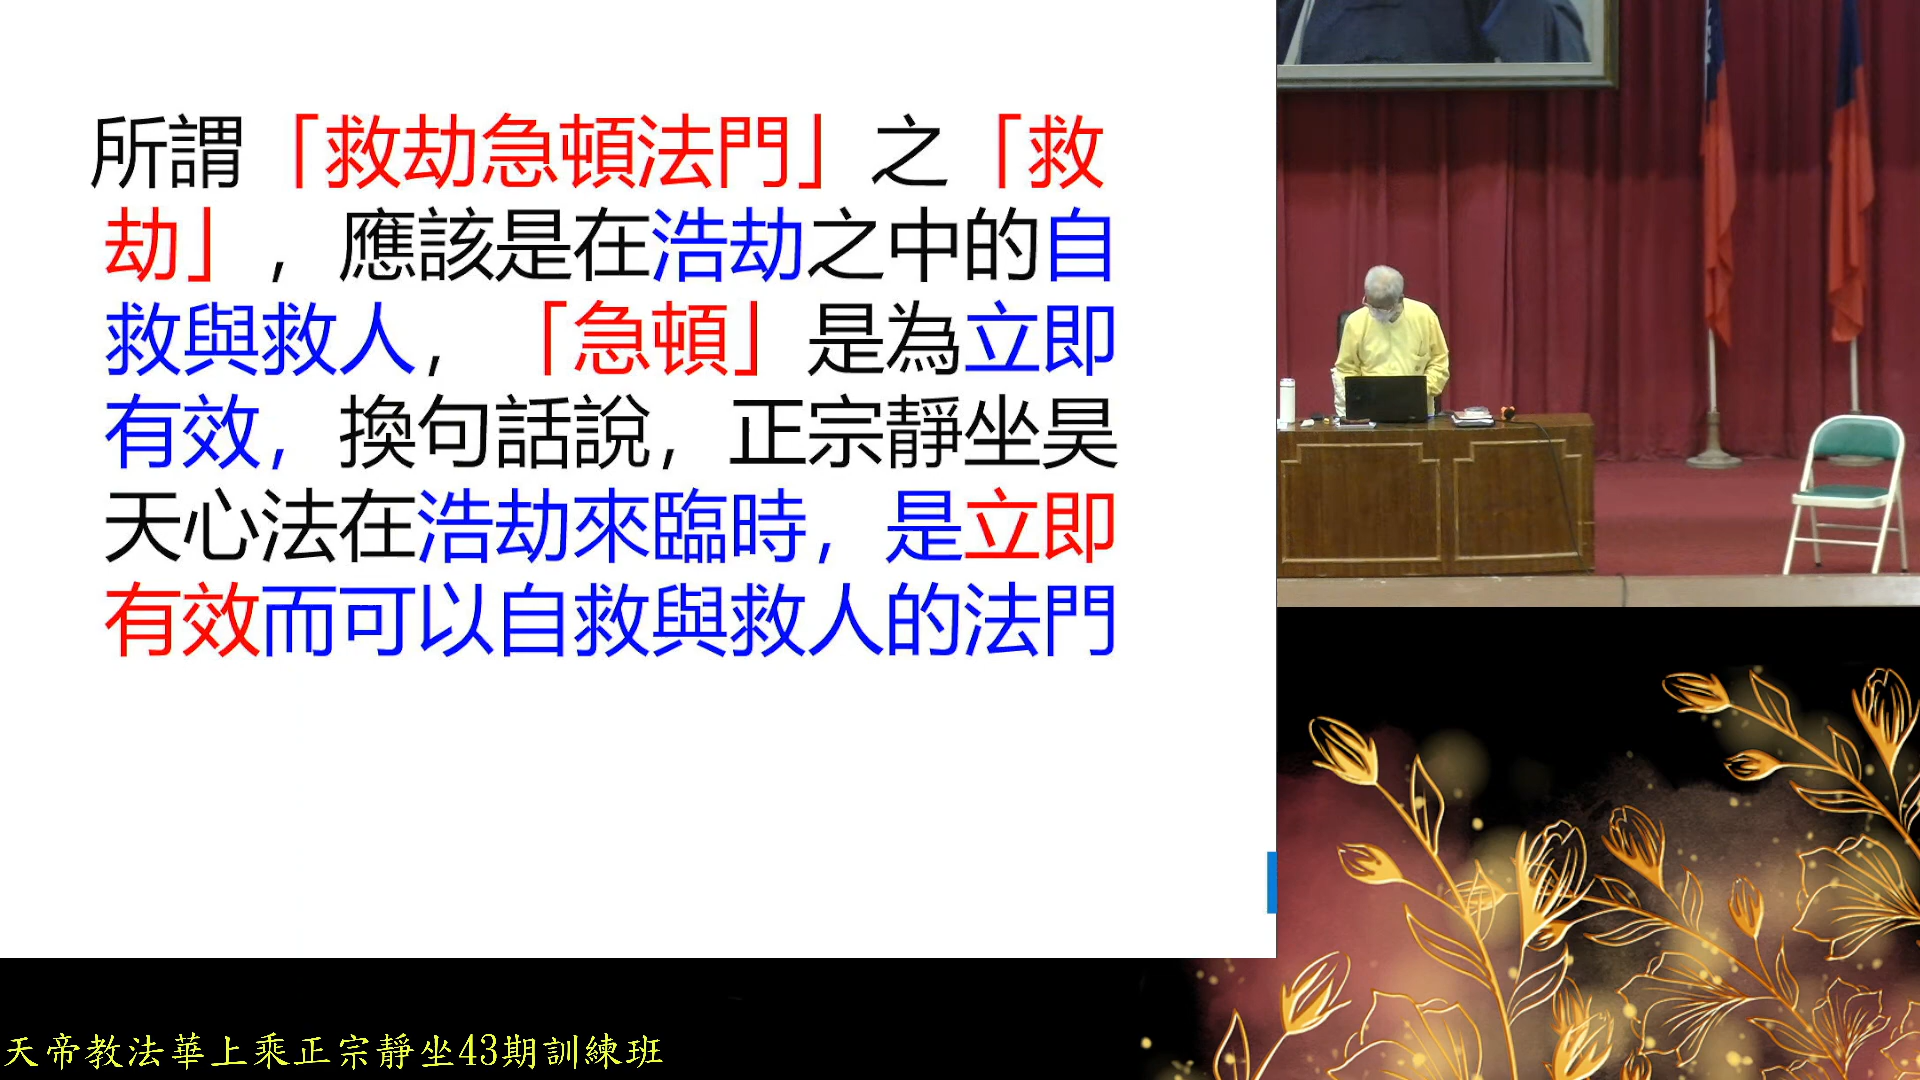 所謂「救劫急頓法門」之「救
劫」，應該是在浩劫之中的自
救與救人，「急頓」是為立即
有效，換句話說，正宗靜坐昊
天心法在浩劫來臨時，是立即
有效而可以自救與救人的法門
天帝教法華上乘正宗靜坐43期訓練班